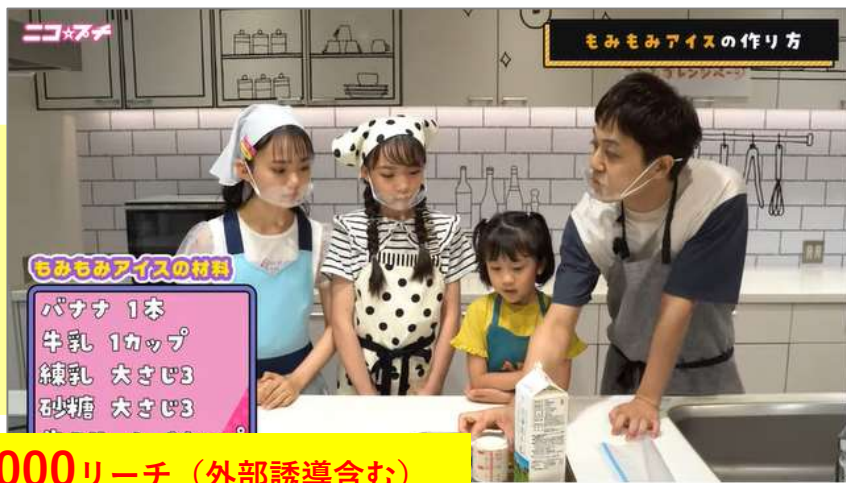 ニコ☆プチ
もみもみアイスの作り方
もみもみアイスの材料
バナナ 1本
牛乳 1カップ
練乳 大さじ3
砂糖 大さじ3
000リーチ（外部誘導含む）